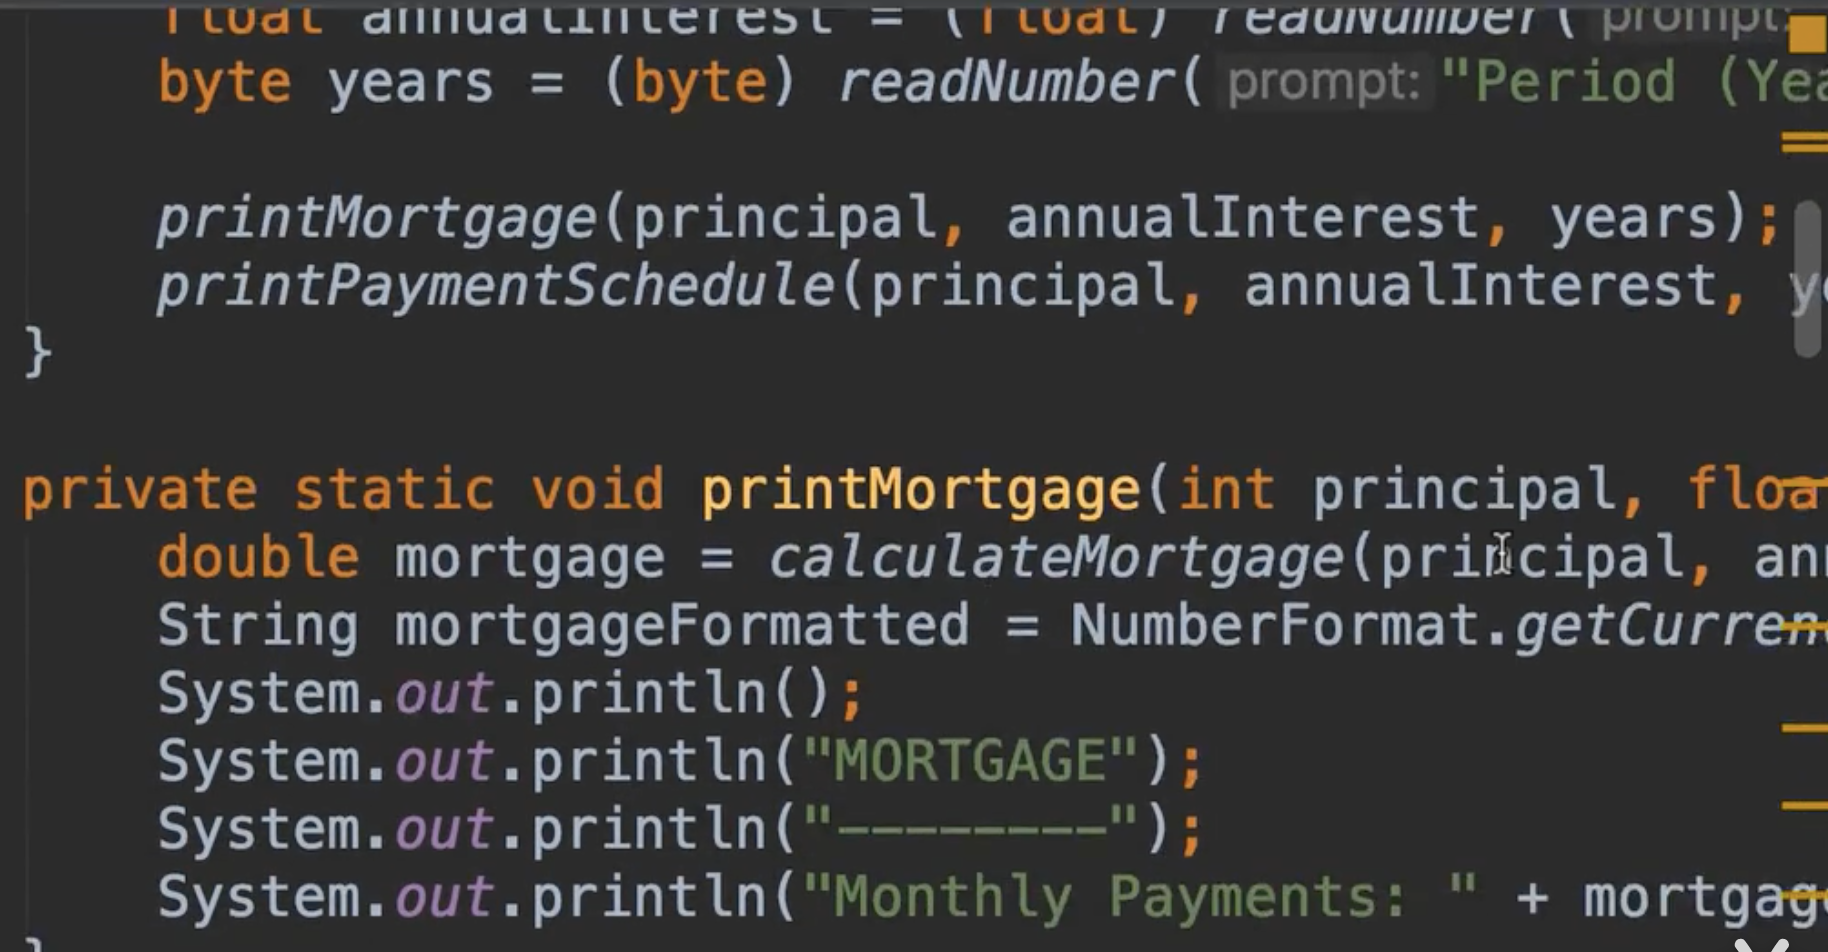 float annualInterest = (float) readNumber( prompt:
byte years = (byte) readNumber( prompt: "Period (Yea
printMortgage(principal, annualInterest, years);
printPaymentSchedule(principal, annualInterest, ye
}
private static void printMortgage(int principal, floa
double mortgage = calculateMortgage(principal, ann
String mortgageFormatted = NumberFormat.getCurren
System.out.println();
System.out.println("MORTGAGE");
System.out.println("--------");
System.out.println("Monthly Payments: " + mortgag
}